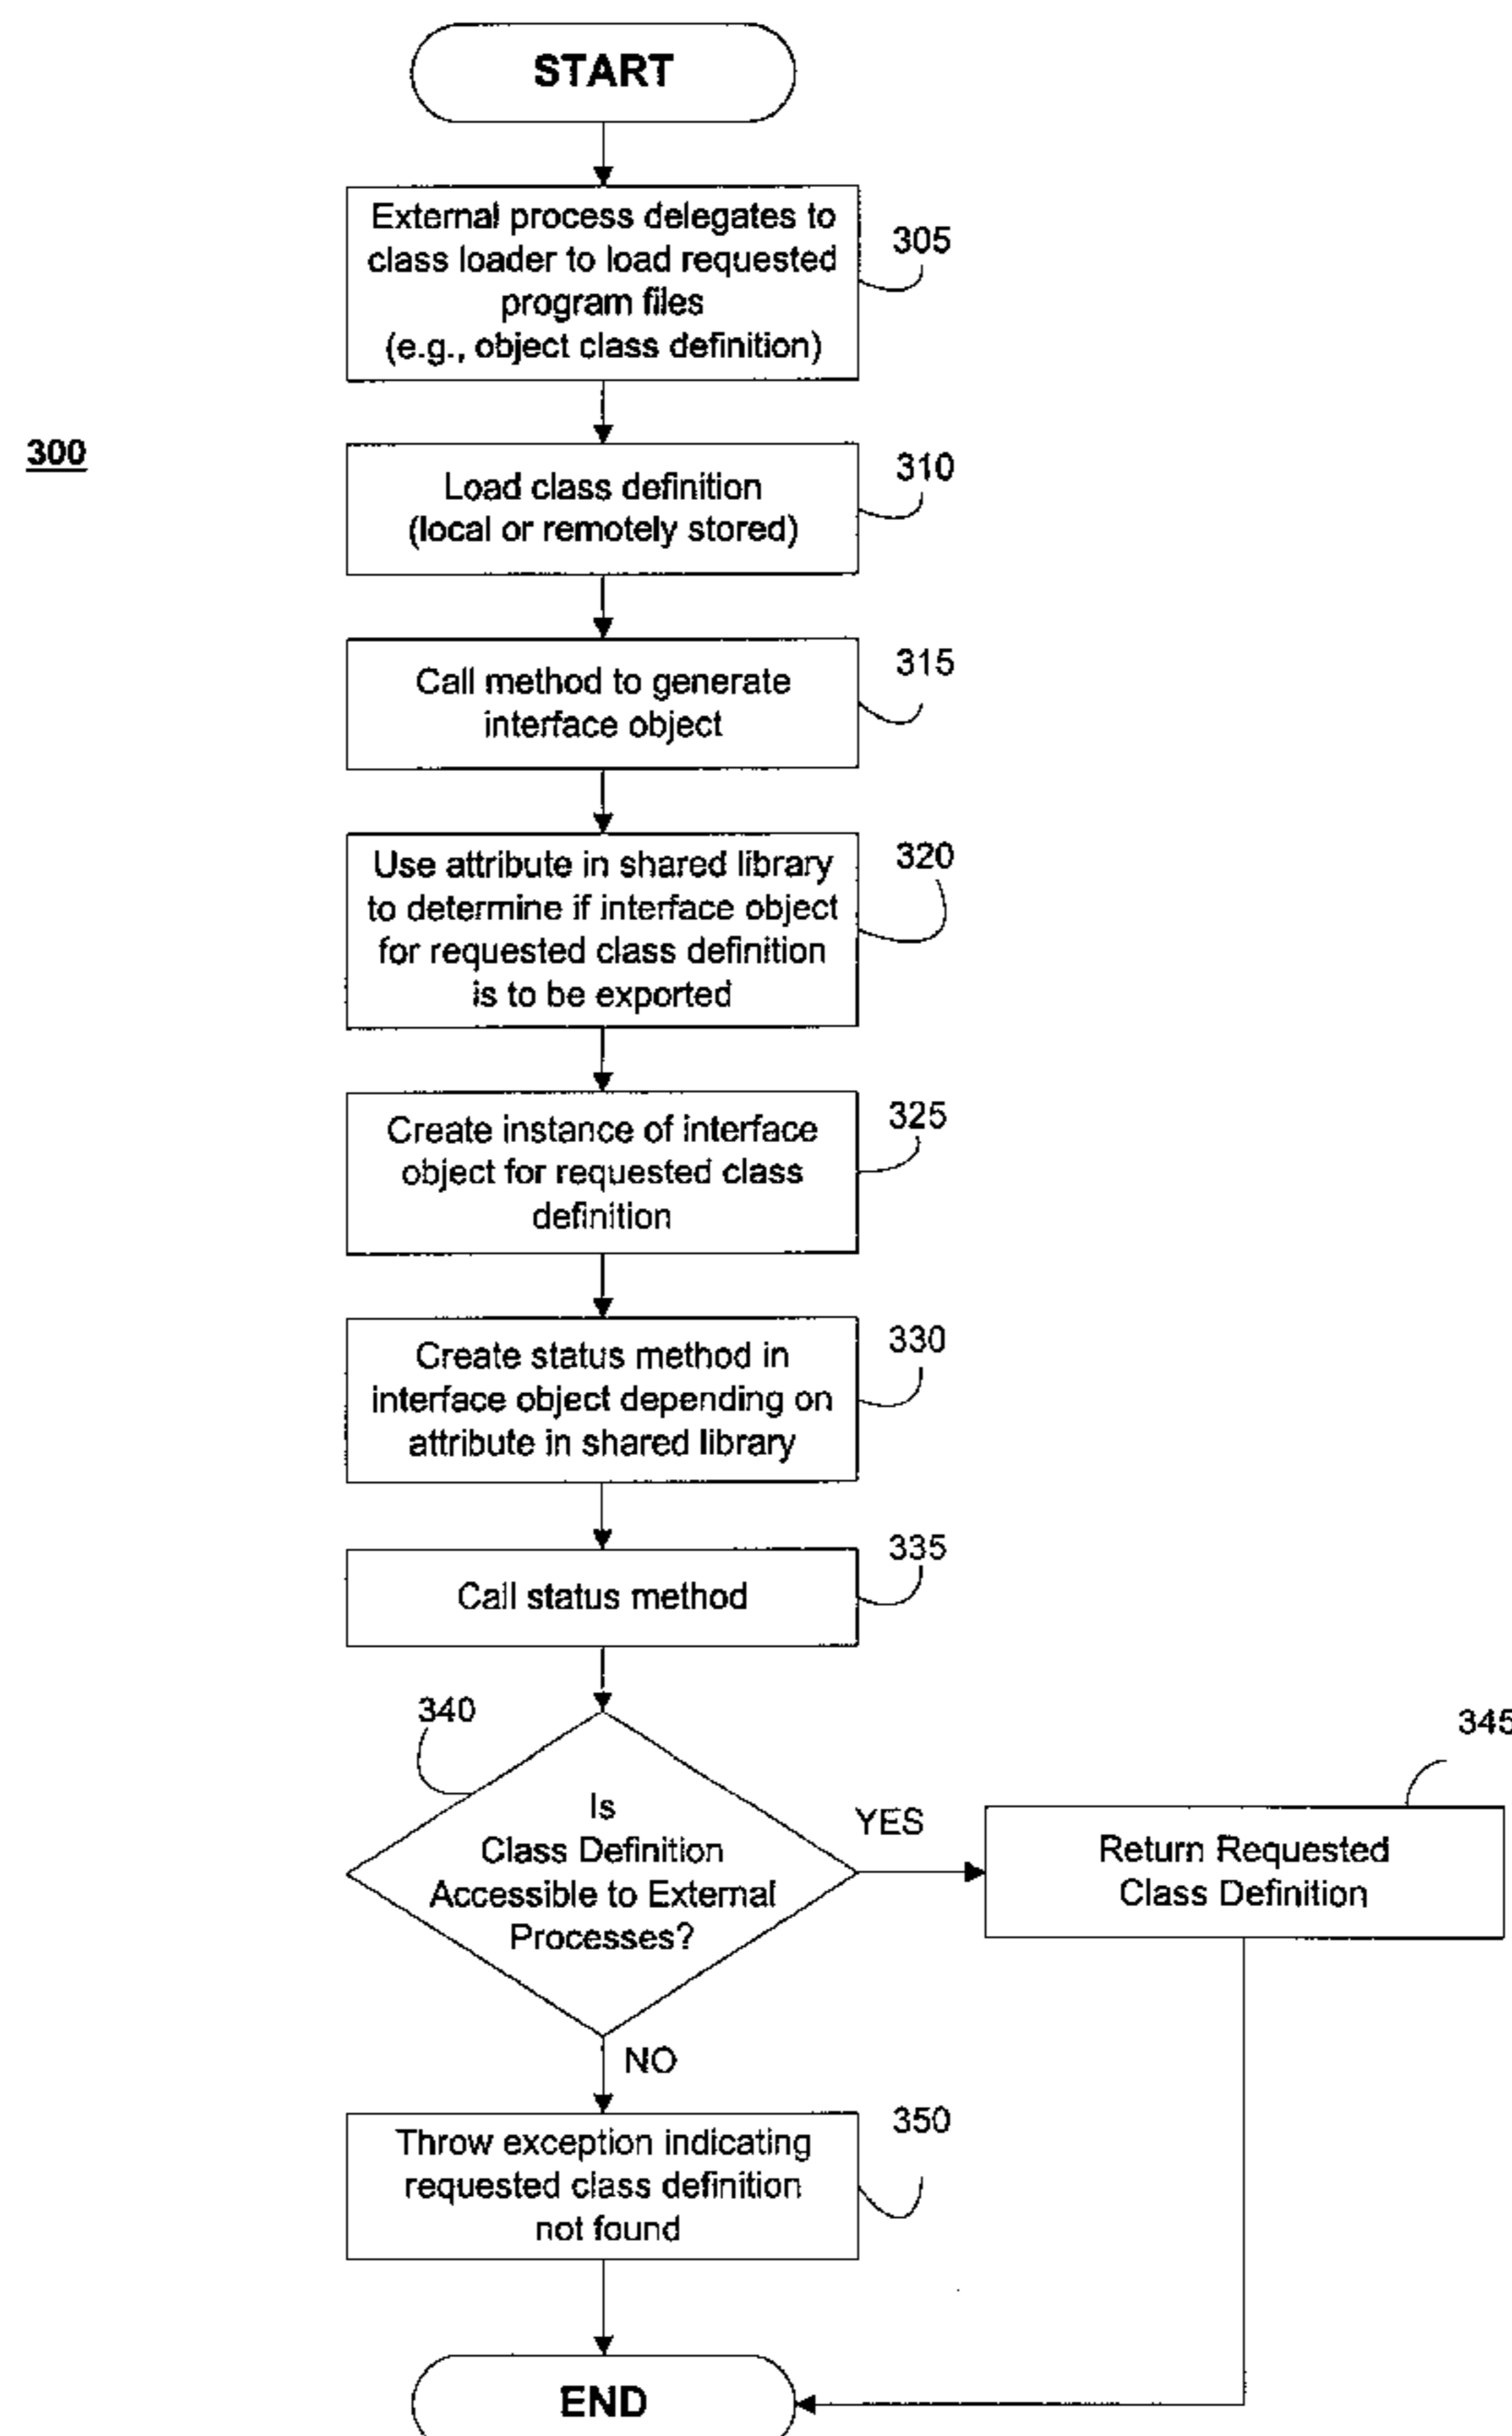 START
External process delegates to
class loader to load requested
program files
(e.g., object class definition)
305
300
Load class definition
(local or remotely stored)
310
Call method to generate
interface object
315
Use attribute in shared library
to determine if interface object
for requested class definition
is to be exported
320
Create instance of interface
object for requested class
definition
325
Create status method in
interface object depending on
attribute in shared library
330
Call status method
335
340
Is
Class Definition
Accessible to External
Processes?
YES
345
Return Requested
Class Definition
NO
Throw exception indicating
requested class definition
not found
350
END